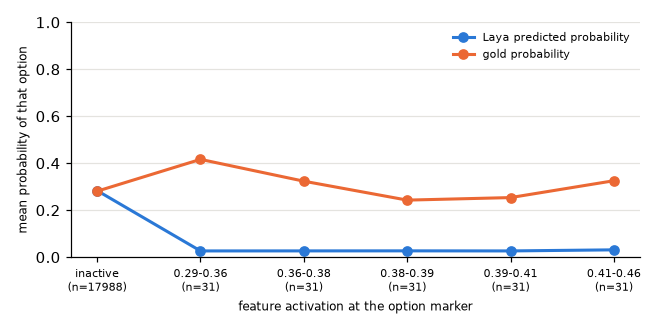 1.0
0.8
0.6
0.4
0.2
0.0
mean probability of that option
Laya predicted probability
gold probability
inactive
(n=17988)
0.29-0.36
(n=31)
0.36-0.38
(n=31)
0.38-0.39
(n=31)
0.39-0.41
(n=31)
0.41-0.46
(n=31)
feature activation at the option marker